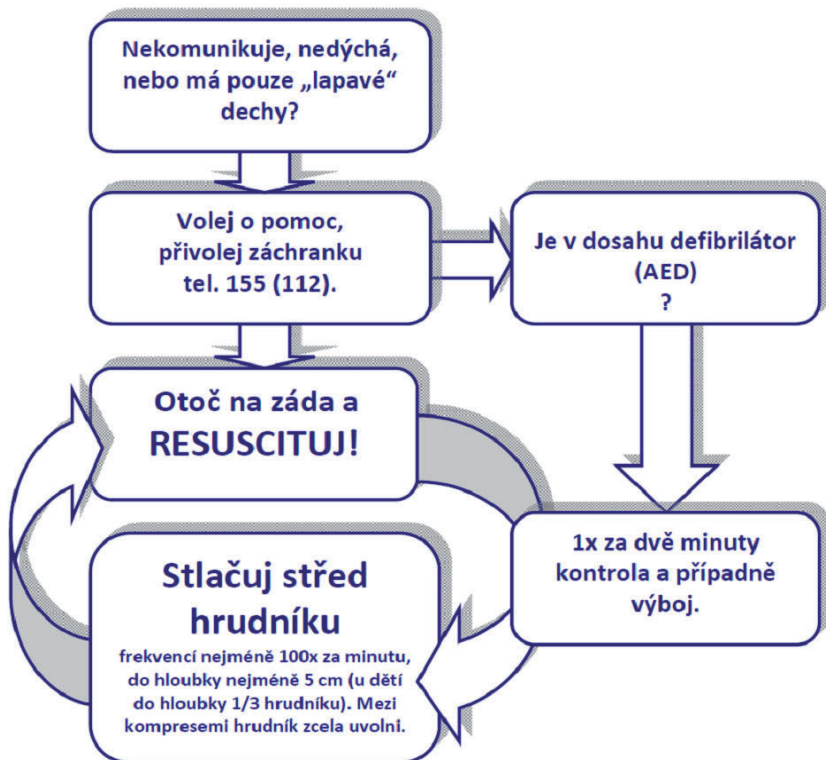 Nekomunikuje, nedýchá,
nebo má pouze „lapavé“
dechy?
Volej o pomoc,
přivolej záchranku
tel. 155 (112).
Je v dosahu defibrilátor
(AED)
?
Otoč na záda a
RESUSCITUJ!
1x za dvě minuty
kontrola a případně
výboj.
Stlačuj střed
hrudníku
frekvencí nejméně 100x za minutu,
do hloubky nejméně 5 cm (u dětí
do hloubky 1/3 hrudníku). Mezi
kompresemi hrudník zcela uvolni.